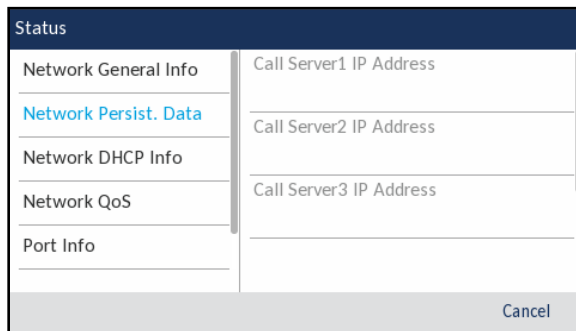 Status
Network General Info
Network Persist. Data
Network DHCP Info
Network QoS
Port Info
Call Server1 IP Address
Call Server2 IP Address
Call Server3 IP Address
Cancel